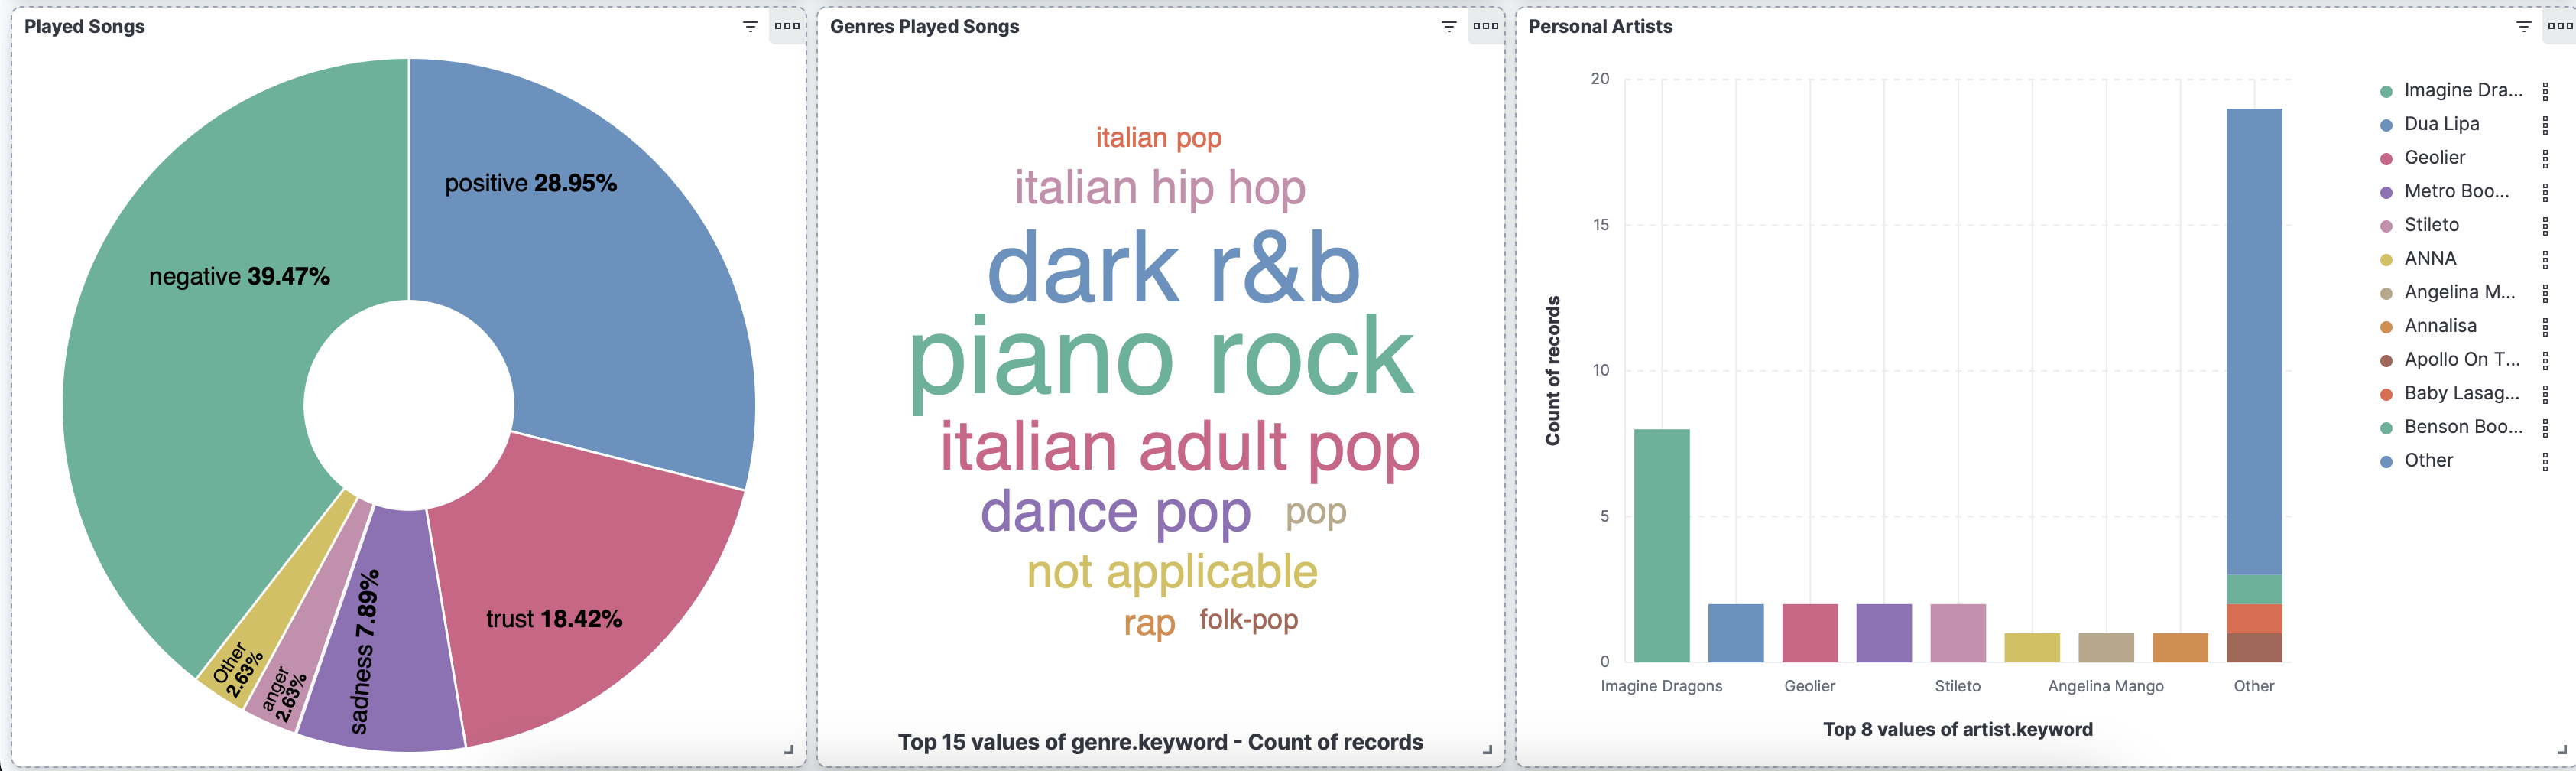 Played Songs
positive 28.95%
negative 39.47%
trust 18.42%
sadness 7.89%
anger
2.63%
Other
2.63%
Genres Played Songs
italian pop
italian hip hop
dark r&b
piano rock
italian adult pop
dance pop pop
not applicable
rap folk-pop
Top 15 values of genre.keyword - Count of records
Personal Artists
Count of records
20
15
10
5
0
Imagine Dragons Geolier Stileto Angelina Mango Other
Top 8 values of artist.keyword
Imagine Dra...
Dua Lipa
Geolier
Metro Boo...
Stileto
ANNA
Angelina M...
Annalisa
Apollo On T...
Baby Lasag...
Benson Boo...
Other